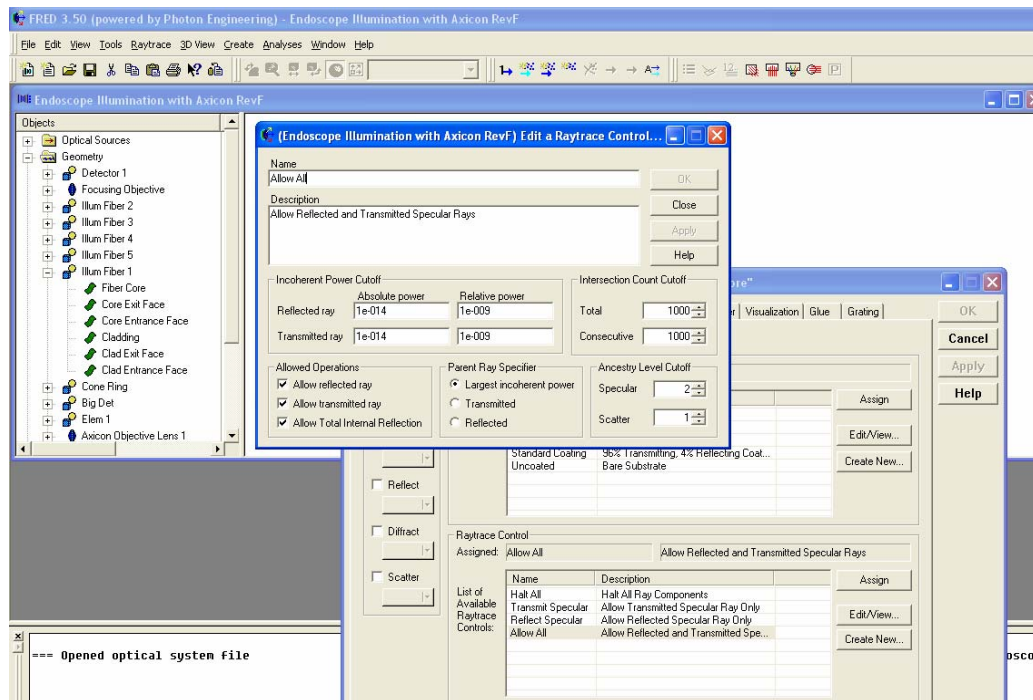 FRED 3.50 (powered by Photon Engineering) - Endoscope Illumination with Axicon RevF
File Edit View Tools Raytrace 3D View Create Analyses Window Help
Endoscope Illumination with Axicon RevF
Objects
Optical Sources
Geometry
Detector 1
Focusing Objective
Illum Fiber 2
Illum Fiber 3
Illum Fiber 4
Illum Fiber 5
Illum Fiber 1
Fiber Core
Core Exit Face
Core Entrance Face
Cladding
Clad Exit Face
Clad Entrance Face
Cone Ring
Big Det
Elem 1
Axicon Objective Lens 1
(Endoscope Illumination with Axicon RevF) Edit a Raytrace Control...
Name
Allow All
OK
Description
Allow Reflected and Transmitted Specular Rays
Close
Apply
Help
Incoherent Power Cutoff
Absolute power Relative power
Reflected ray 1e-014 1e-009
Transmitted ray 1e-014 1e-009
Intersection Count Cutoff
Total 1000
Consecutive 1000
Allowed Operations
Allow reflected ray
Allow transmitted ray
Allow Total Internal Reflection
Parent Ray Specifier
Largest incoherent power
Transmitted
Reflected
Ancestry Level Cutoff
Specular 2
Scatter 1
ore"
Visualization Glue Grating
OK
Cancel
Apply
Help
Assign
Edit/View...
Create New...
Standard Coating 96% Transmitting, 4% Reflecting Coat...
Uncoated Bare Substrate
Reflect
Diffract
Scatter
Raytrace Control
Assigned: Allow All Allow Reflected and Transmitted Specular Rays
List of Available Raytrace Controls:
Name Description
Halt All Halt All Ray Components
Transmit Specular Allow Transmitted Specular Ray Only
Reflect Specular Allow Reflected Specular Ray Only
Allow All Allow Reflected and Transmitted Spe...
Assign
Edit/View...
Create New...
=== Opened optical system file
osco